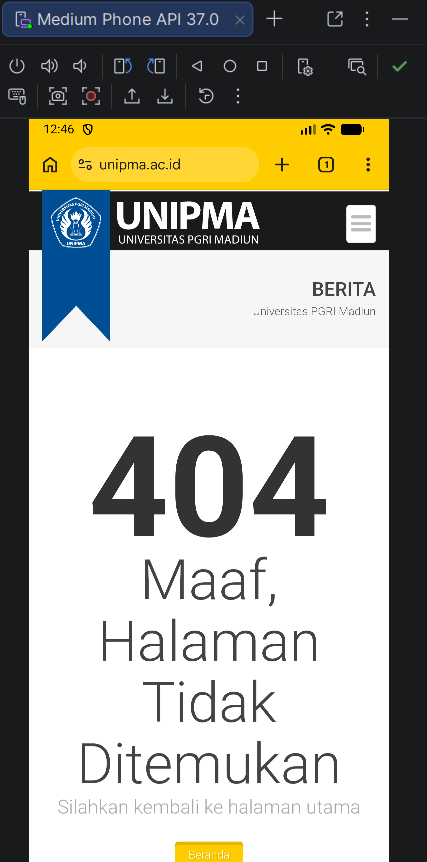 Medium Phone API 37.0
12:46
unipma.ac.id
1
UNIPMA
UNIVERSITAS PGRI MADIUN
UNIPMA
BERITA
Universitas PGRI Madiun
404
Maaf,
Halaman
Tidak
Ditemukan
Silahkan kembali ke halaman utama
Beranda